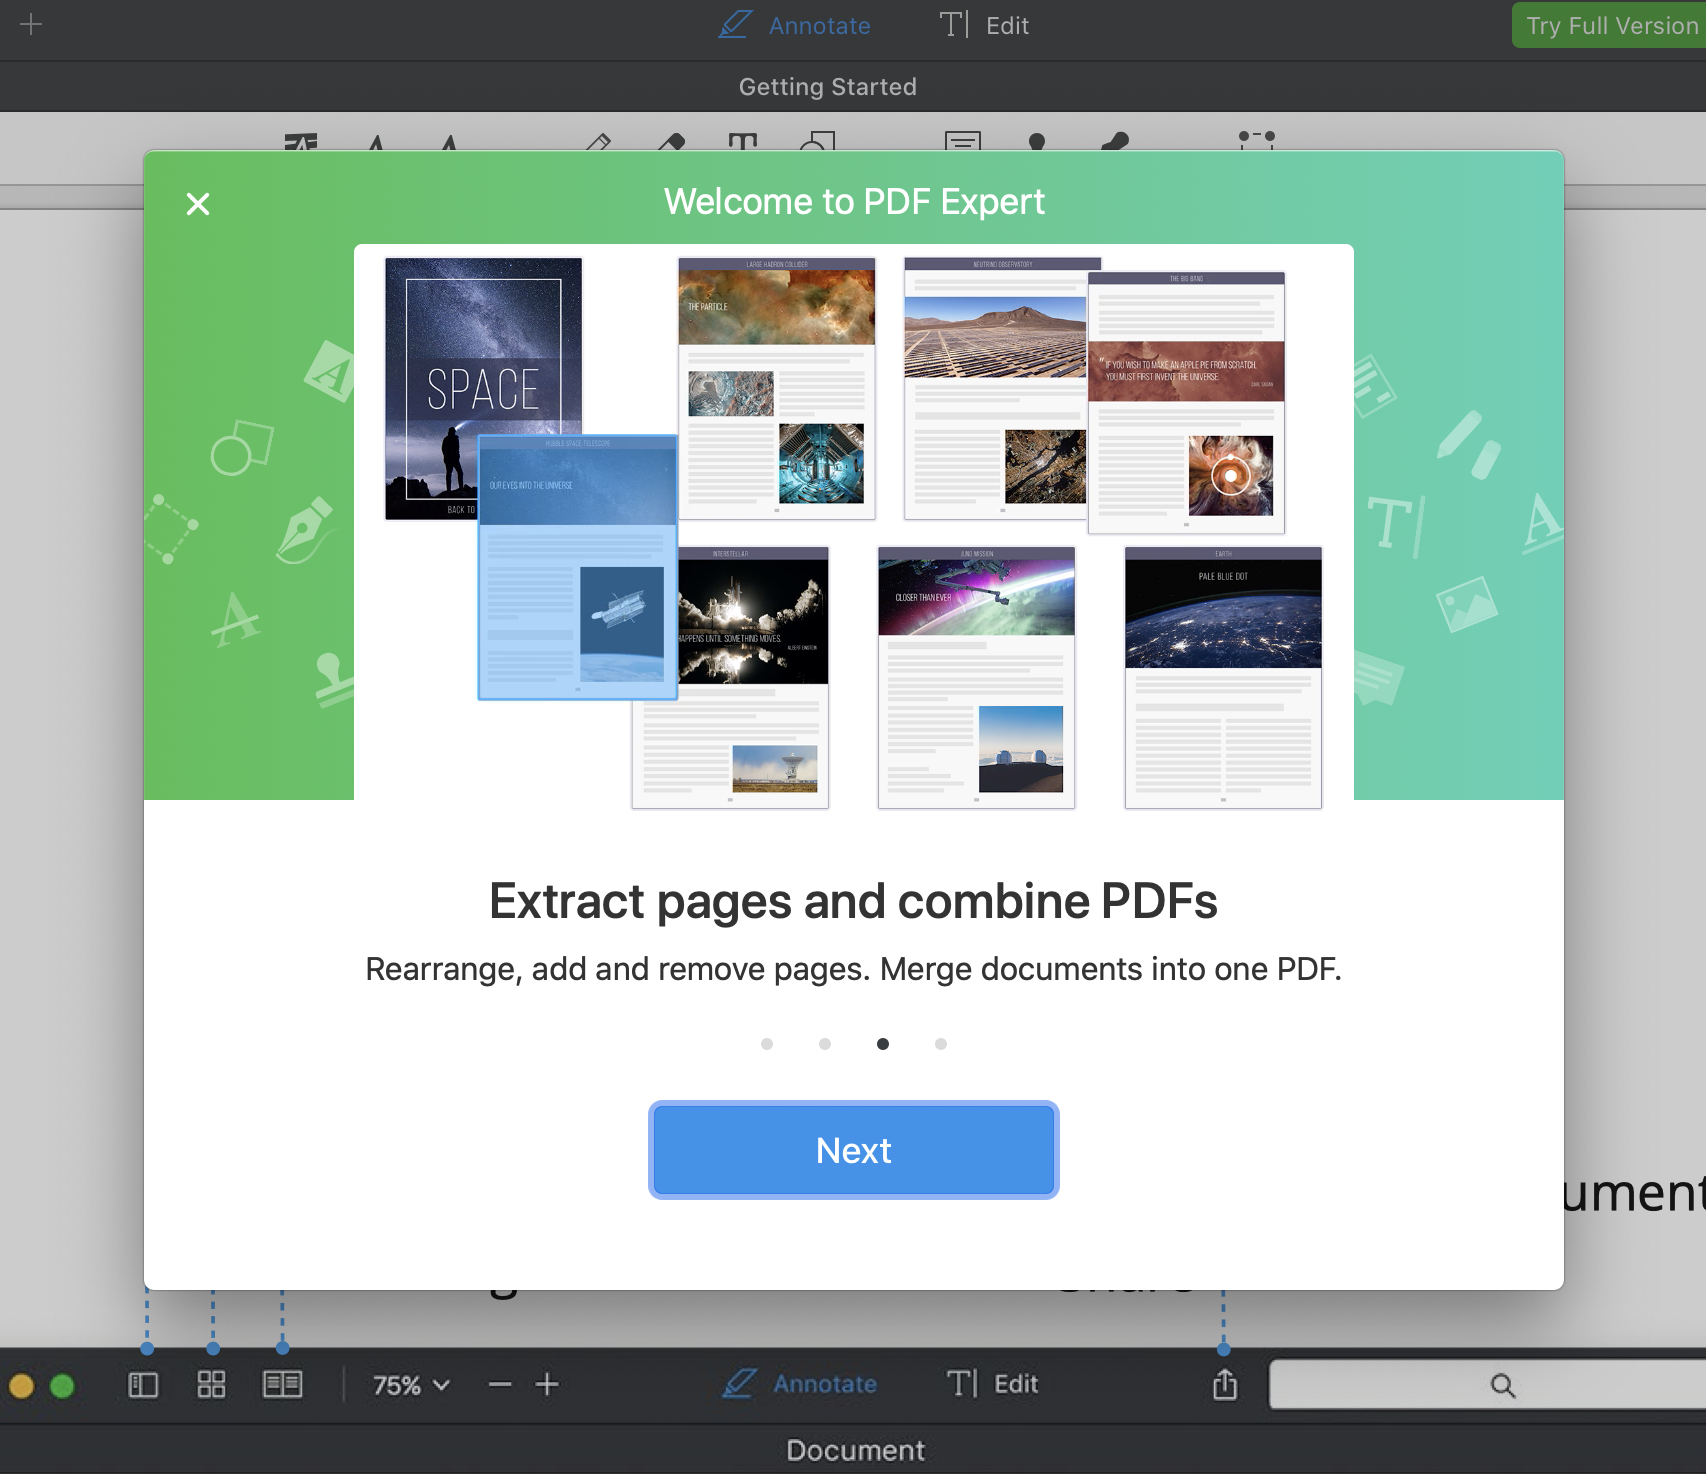 Annotate
Edit
Try Full Version
Getting Started
Welcome to PDF Expert
SPACE
BACK TO
HUBBLE SPACE TELESCOPE
OUR EYES INTO THE UNIVERSE
LARGE HADRON COLLIDER
THE PARTICLE
NEUTRINO OBSERVATORY
THE BIG BANG
“IF YOU WISH TO MAKE AN APPLE PIE FROM SCRATCH,
YOU MUST FIRST INVENT THE UNIVERSE.
CARL SAGAN
INTERSTELLAR
HAPPENS UNTIL SOMETHING MOVES.
ALBERT EINSTEIN
JUNO MISSION
CLOSER THAN EVER
EARTH
PALE BLUE DOT
Extract pages and combine PDFs
Rearrange, add and remove pages. Merge documents into one PDF.
Next
ument
75%
Annotate
Edit
Document